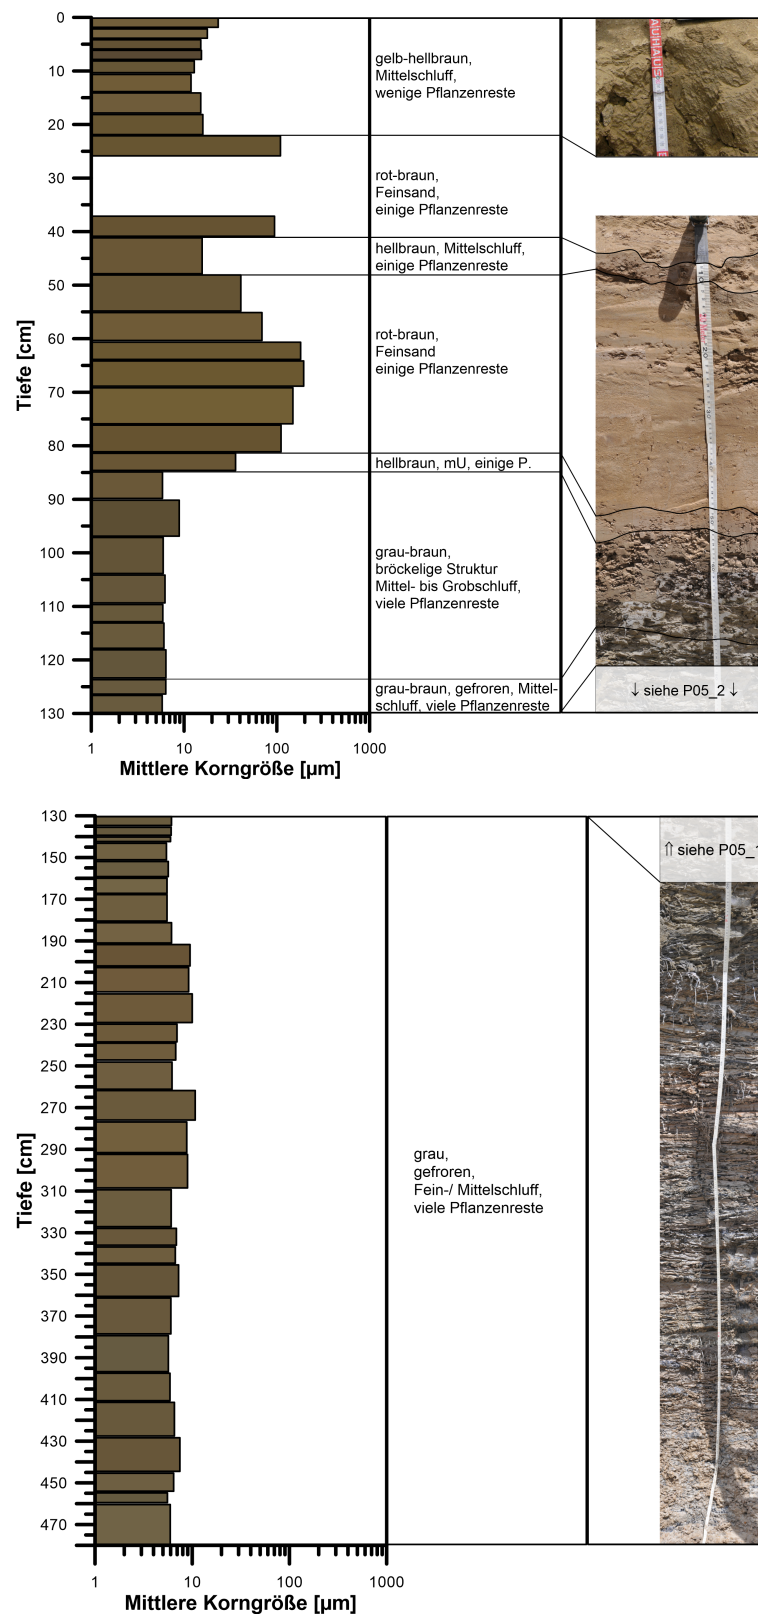 0
10
20
30
40
50
60
70
80
90
100
110
120
130
Tiefe [cm]
1
10
100
1000
Mittlere Korngröße [µm]
gelb-hellbraun,
Mittelschluff,
wenige Pflanzenreste
rot-braun,
Feinsand,
einige Pflanzenreste
hellbraun, Mittelschluff,
einige Pflanzenreste
rot-braun,
Feinsand
einige Pflanzenreste
hellbraun, mU, einige P.
grau-braun,
bröckelige Struktur
Mittel- bis Grobschluff,
viele Pflanzenreste
grau-braun, gefroren, Mittel-
schluff, viele Pflanzenreste
↓ siehe P05_2 ↓
130
150
170
190
210
230
250
270
290
310
330
350
370
390
410
430
450
470
Tiefe [cm]
1
10
100
1000
Mittlere Korngröße [µm]
grau,
gefroren,
Fein-/ Mittelschluff,
viele Pflanzenreste
⇑ siehe P05_1